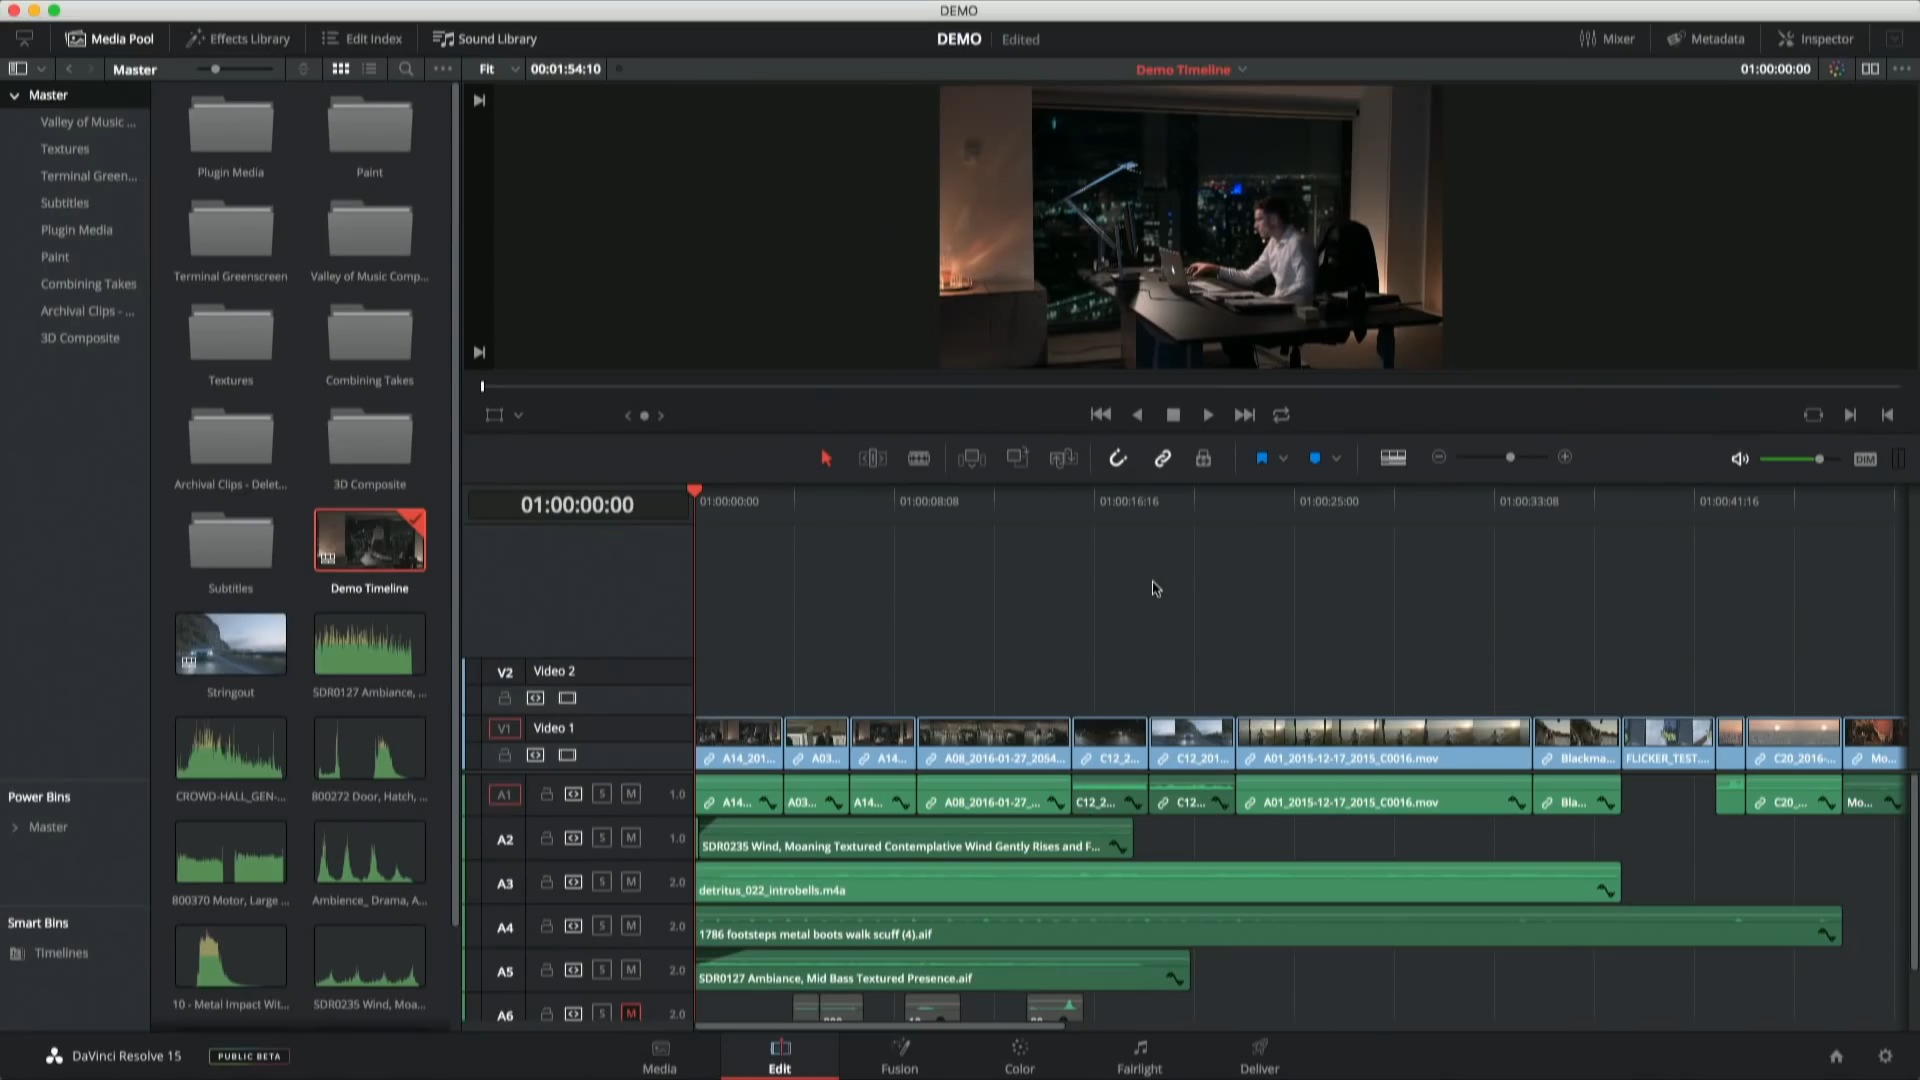 DEMO
Media Pool
Effects Library
Edit Index
Sound Library
DEMO
Edited
Mixer
Metadata
Inspector
Master
Fit
00:01:54:10
Demo Timeline
01:00:00:00
Master
Valley of Music ...
Textures
Terminal Green...
Subtitles
Plugin Media
Paint
Combining Takes
Archival Clips - ...
3D Composite
Power Bins
Master
Smart Bins
Timelines
Plugin Media
Paint
Terminal Greenscreen
Valley of Music Comp...
Textures
Combining Takes
Archival Clips - Delet...
3D Composite
Subtitles
Demo Timeline
Stringout
SDR0127 Ambiance, ...
CROWD-HALL_GEN-...
800272 Door, Hatch, ...
800370 Motor, Large ...
Ambience_ Drama, A...
10 - Metal Impact Wit...
SDR0235 Wind, Moa...
DIM
01:00:00:00
01:00:00:00
01:00:08:08
01:00:16:16
01:00:25:00
01:00:33:08
01:00:41:16
V2
Video 2
V1
Video 1
A14_201...
A03...
A14...
A08_2016-01-27_2054...
C12_2...
C12_201...
A01_2015-12-17_2015_C0016.mov
Blackma...
FLICKER_TEST....
C20_2016-...
Mo...
A1
S
M
1.0
A14...
A03...
A14...
A08_2016-01-27_...
C12_2...
C12...
A01_2015-12-17_2015_C0016.mov
Bla...
C20_...
Mo...
A2
S
M
1.0
SDR0235 Wind, Moaning Textured Contemplative Wind Gently Rises and F...
A3
S
M
2.0
detritus_022_introbells.m4a
A4
S
M
2.0
1786 footsteps metal boots walk scuff (4).aif
A5
S
M
2.0
SDR0127 Ambiance, Mid Bass Textured Presence.aif
A6
S
M
2.0
DaVinci Resolve 15
PUBLIC BETA
Media
Edit
Fusion
Color
Fairlight
Deliver